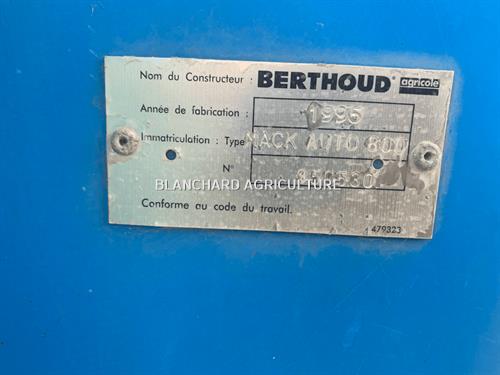 Nom du Constructeur : BERTHOUD agricole
Année de fabrication : 1995
Immatriculation : Type MACK AUTO 800
N°
BLANCHARD AGRICULTURE
Conforme au code du travail.
479323